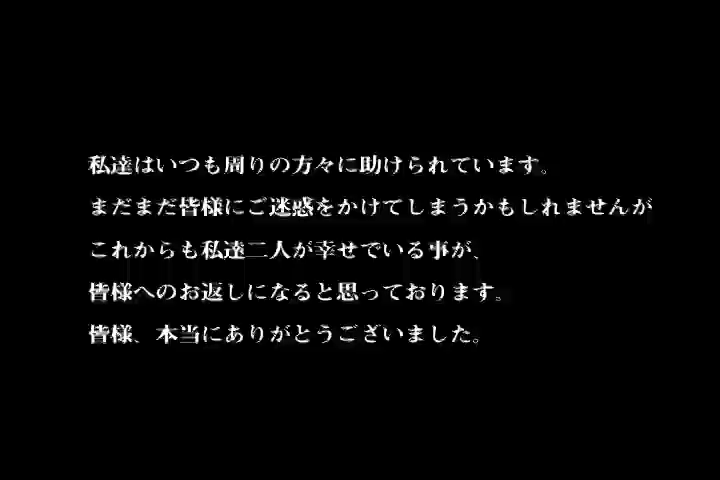 私達はいつも周りの方々に助けられています。
まだまだ皆様にご迷惑をかけてしまうかもしれませんが
これからも私達二人が幸せでいる事が、
皆様へのお返しになると思っております。
皆様、本当にありがとうございました。